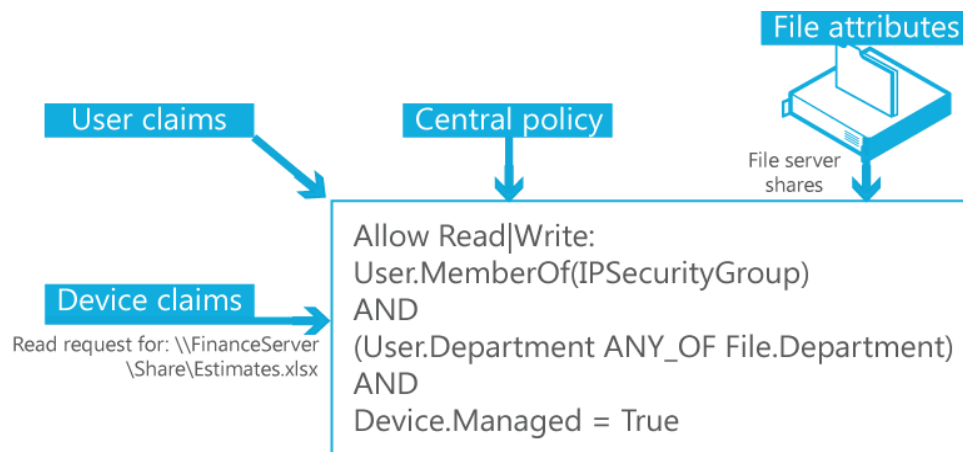 File attributes
User claims
Central policy
File server
shares
Device claims
Read request for: \\FinanceServer
\Share\Estimates.xlsx
Allow Read|Write:
User.MemberOf(IPSecurityGroup)
AND
(User.Department ANY_OF File.Department)
AND
Device.Managed = True